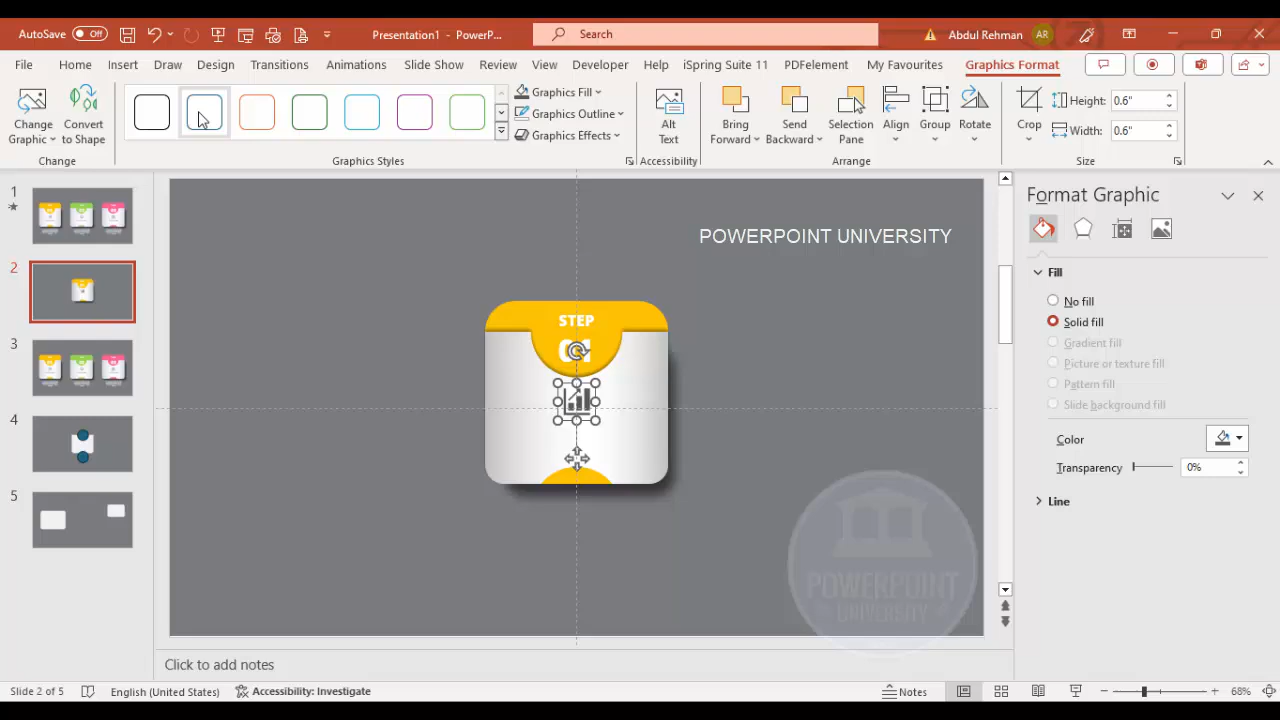 AutoSave Off Presentation1 - PowerP... Search Abdul Rehman AR
File Home Insert Draw Design Transitions Animations Slide Show Review View Developer Help iSpring Suite 11 PDFelement My Favourites Graphics Format
Change Graphic
Convert to Shape
Graphics Fill
Graphics Outline
Graphics Effects
Alt Text
Bring Forward
Send Backward
Selection Pane
Align
Group
Rotate
Crop
Height: 0.6"
Width: 0.6"
Change Graphics Styles Accessibility Arrange Size
1
2
3
4
5
POWERPOINT UNIVERSITY
STEP
POWERPOINT
UNIVERSITY
Format Graphic
Fill
No fill
Solid fill
Gradient fill
Picture or texture fill
Pattern fill
Slide background fill
Color
Transparency 0%
Line
Click to add notes
Slide 2 of 5 English (United States) Accessibility: Investigate Notes 68%